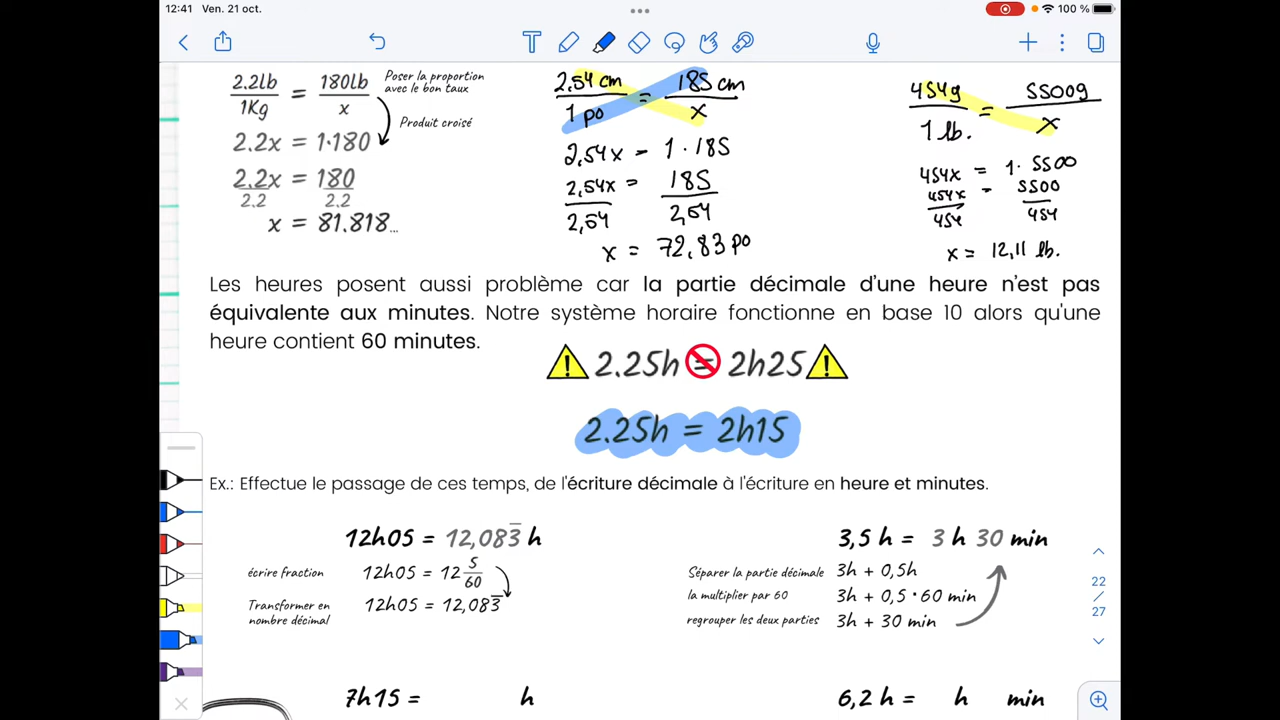 12:41 Ven. 21 oct.
100 %
2.2lb / 1Kg = 180lb / x
Poser la proportion
avec le bon taux
Produit croisé
2.2x = 1·180
2.2x / 2.2 = 180 / 2.2
x = 81.818...
2,54 cm / 1 po = 185 cm / x
2,54x = 1 · 185
2,54x / 2,54 = 185 / 2,54
x = 72,83 po
454g / 1 lb. = 5500g / x
454x = 1 · 5500
454x / 454 = 5500 / 454
x = 12,11 lb.
Les heures posent aussi problème car la partie décimale d'une heure n'est pas
équivalente aux minutes. Notre système horaire fonctionne en base 10 alors qu'une
heure contient 60 minutes.
2.25h = 2h25
2.25h = 2h15
Ex.: Effectue le passage de ces temps, de l'écriture décimale à l'écriture en heure et minutes.
12h05 = 12,083̅ h
écrire fraction 12h05 = 12 5/60
Transformer en
nombre décimal
12h05 = 12,083̅
3,5 h = 3 h 30 min
Séparer la partie décimale 3h + 0,5h
la multiplier par 60 3h + 0,5 · 60 min
regrouper les deux parties 3h + 30 min
22
/
27
7h15 = h
6,2 h = h min